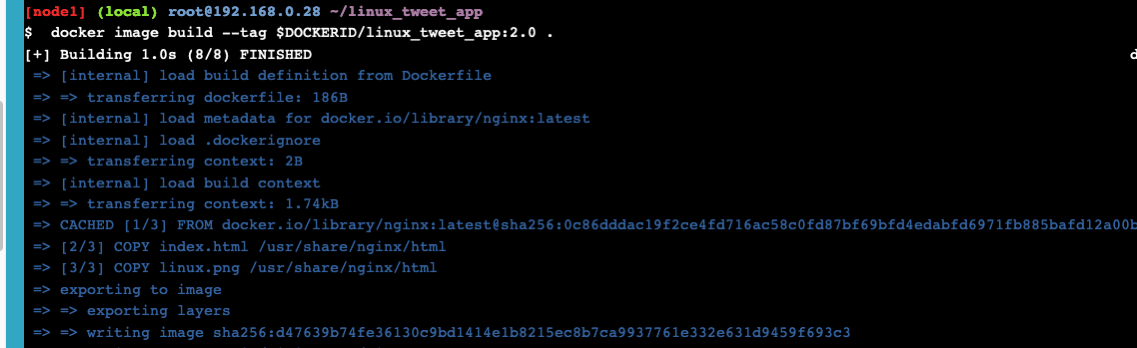 [node1] (local) root@192.168.0.28 ~/linux_tweet_app
$  docker image build --tag $DOCKERID/linux_tweet_app:2.0 .
[+] Building 1.0s (8/8) FINISHED
=> [internal] load build definition from Dockerfile
=> => transferring dockerfile: 186B
=> [internal] load metadata for docker.io/library/nginx:latest
=> [internal] load .dockerignore
=> => transferring context: 2B
=> [internal] load build context
=> => transferring context: 1.74kB
=> CACHED [1/3] FROM docker.io/library/nginx:latest@sha256:0c86dddac19f2ce4fd716ac58c0fd87bf69bfd4edabfd6971fb885bafd12a00b
=> [2/3] COPY index.html /usr/share/nginx/html
=> [3/3] COPY linux.png /usr/share/nginx/html
=> exporting to image
=> => exporting layers
=> => writing image sha256:d47639b74fe36130c9bd1414e1b8215ec8b7ca9937761e332e631d9459f693c3